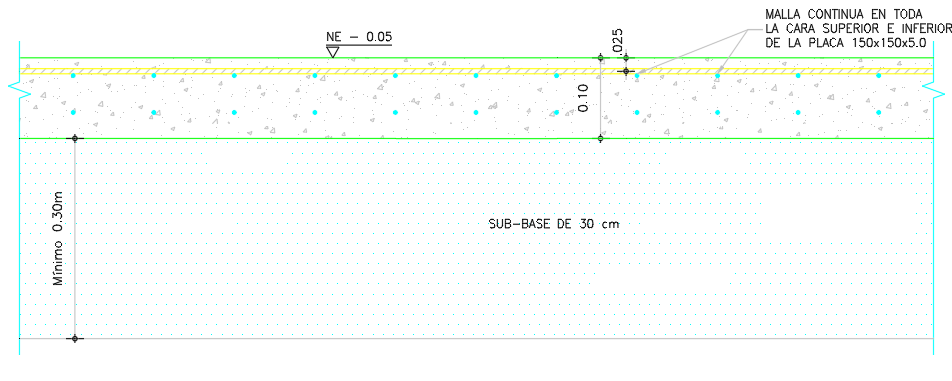 MALLA CONTINUA EN TODA
LA CARA SUPERIOR E INFERIOR
DE LA PLACA 150x150x5.0
NE - 0.05
.025
0.10
Mínimo 0.30m
SUB-BASE DE 30 cm